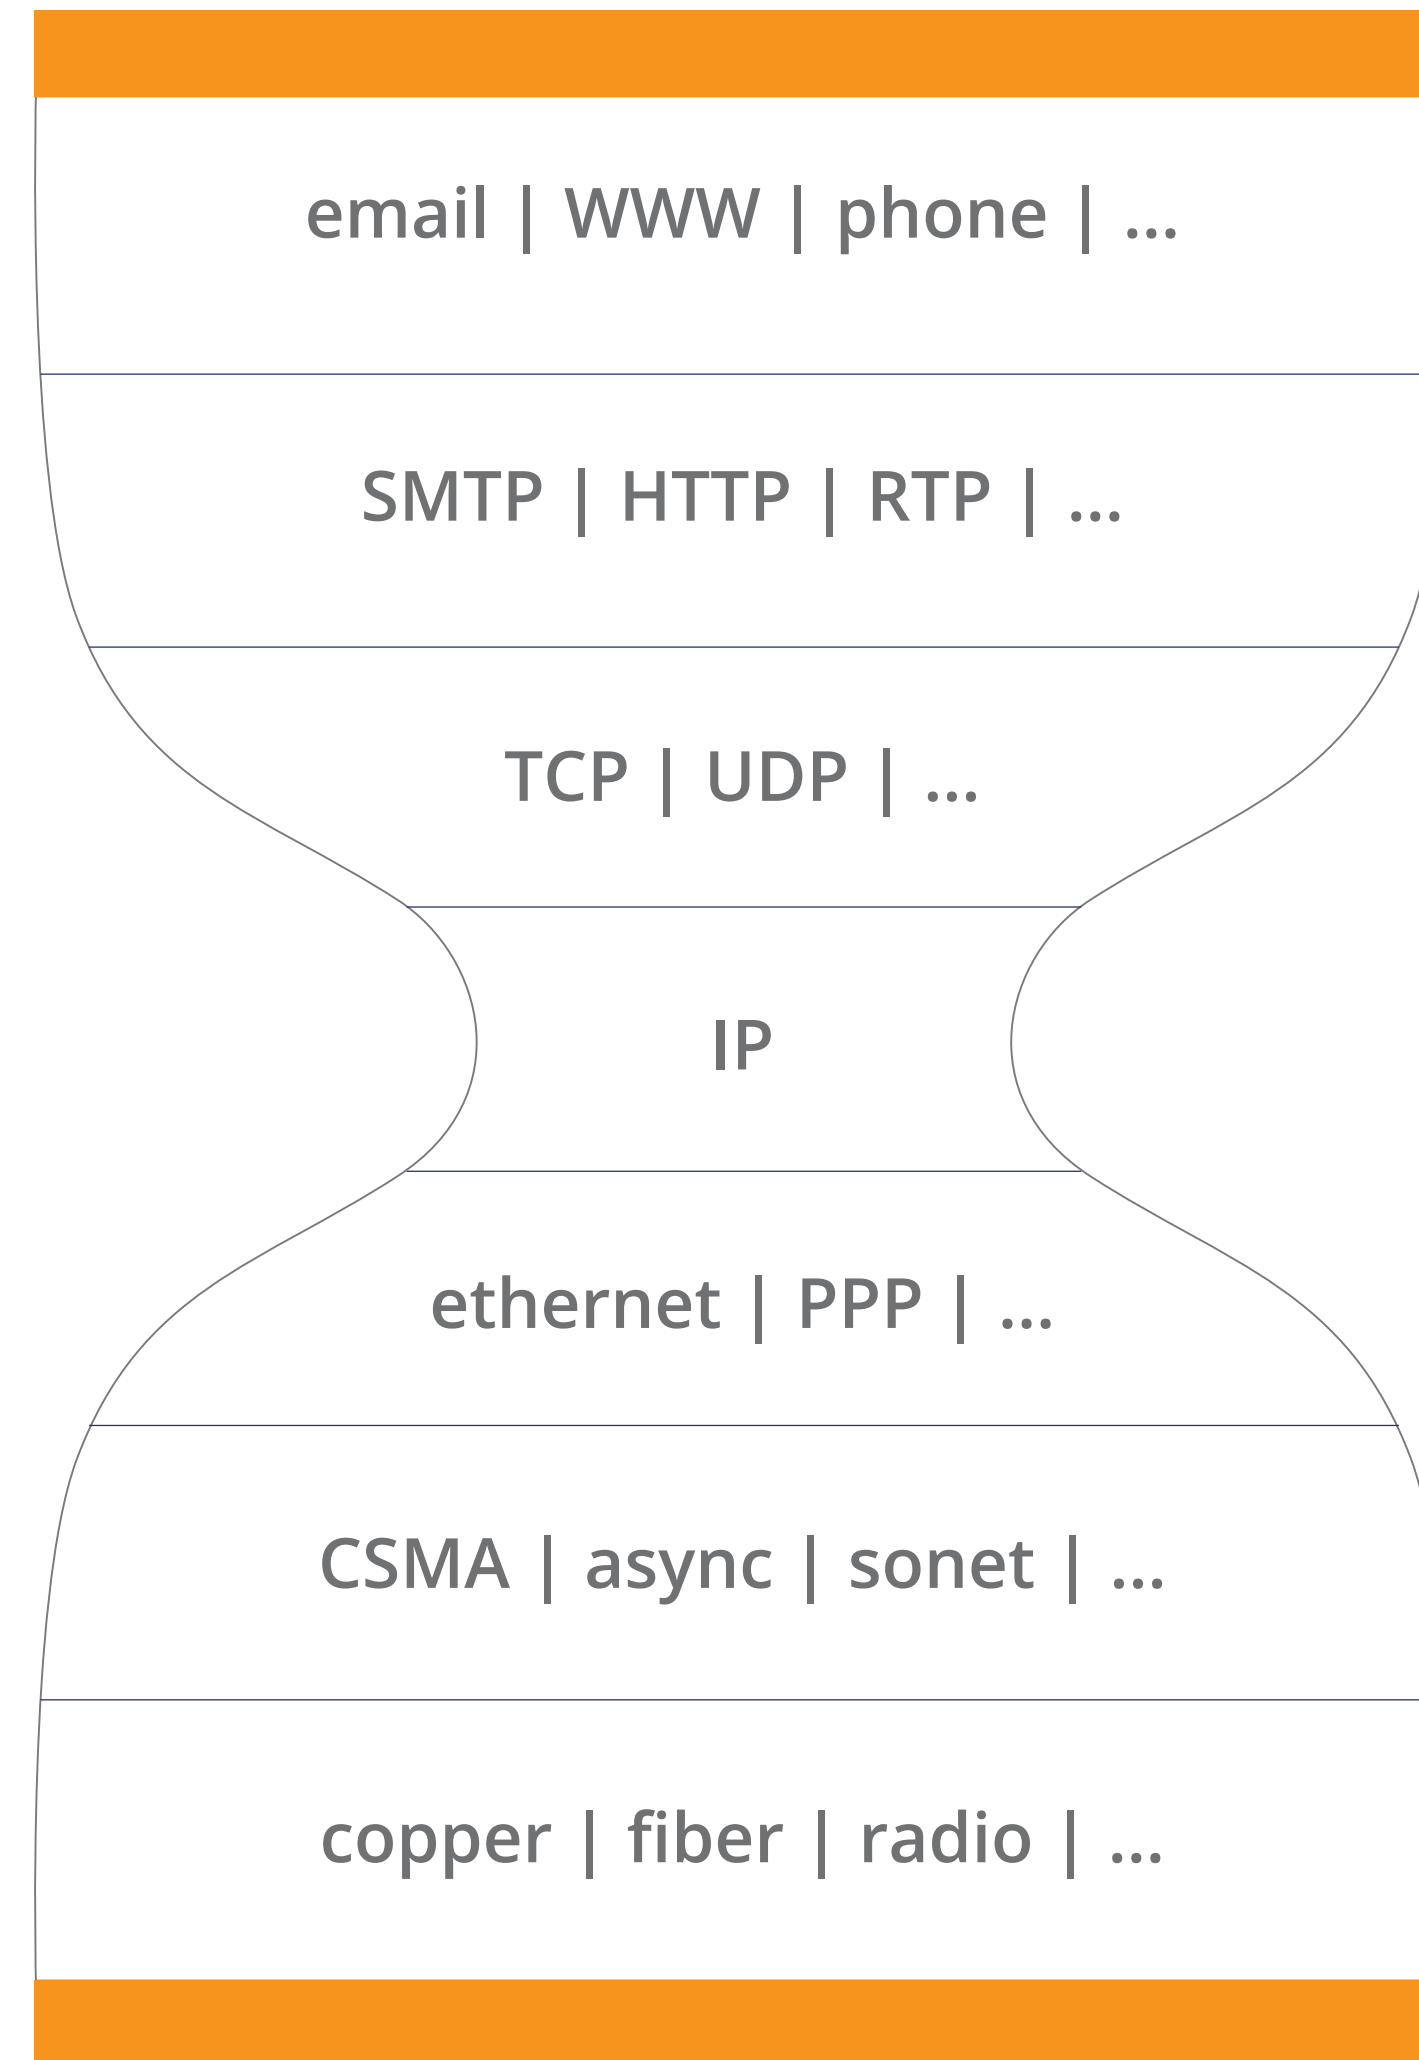 email | WWW | phone | ...
SMTP | HTTP | RTP | ...
TCP | UDP | ...
IP
ethernet | PPP | ...
CSMA | async | sonet | ...
copper | fiber | radio | ...